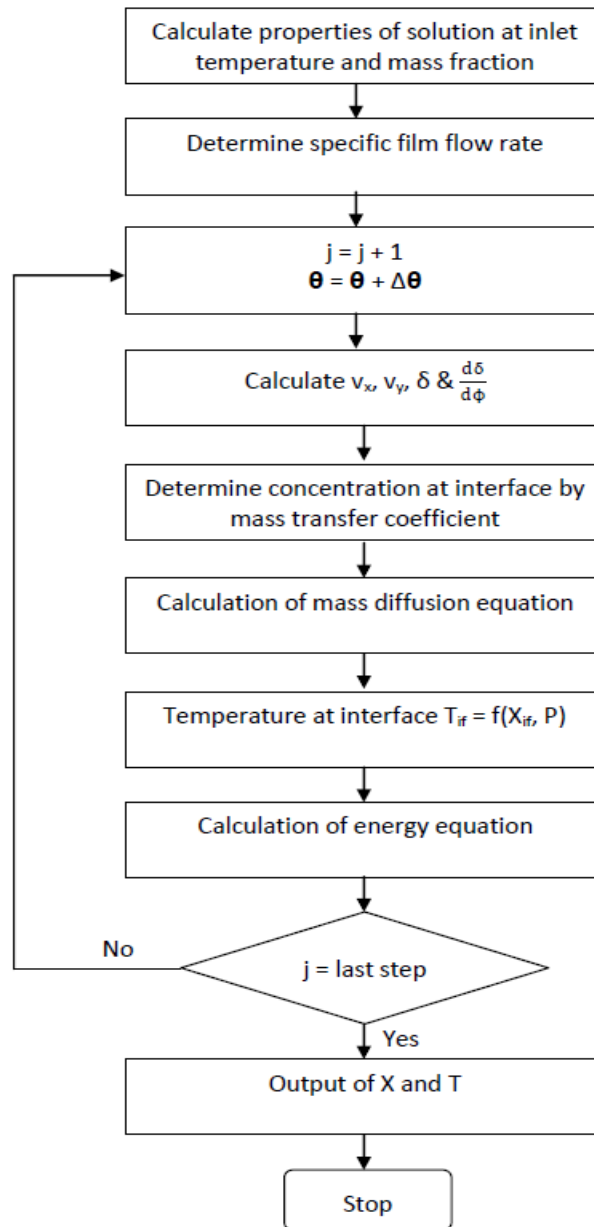 Calculate properties of solution at inlet
temperature and mass fraction
Determine specific film flow rate
j = j + 1
θ = θ + Δθ
Calculate vₓ, vᵧ, δ & dδ/dϕ
Determine concentration at interface by
mass transfer coefficient
Calculation of mass diffusion equation
Temperature at interface Tif = f(Xif, P)
Calculation of energy equation
No
j = last step
Yes
Output of X and T
Stop